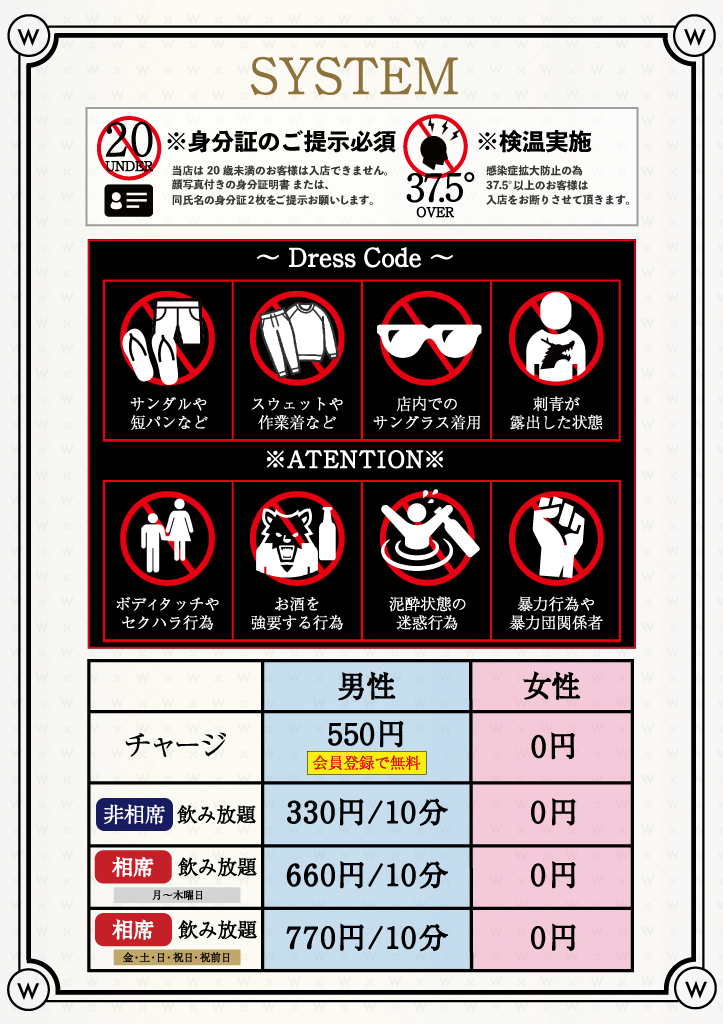 W
W
SYSTEM
20
UNDER
※身分証のご提示必須
当店は 20 歳未満のお客様は入店できません。
顔写真付きの身分証明書 または、
同氏名の身分証2枚をご提示お願いします。
37.5°
OVER
※検温実施
感染症拡大防止の為
37.5°以上のお客様は
入店をお断りさせて頂きます。
～ Dress Code ～
サンダルや
短パンなど
スウェットや
作業着など
店内での
サングラス着用
刺青が
露出した状態
※ATENTION※
ボディタッチや
セクハラ行為
お酒を
強要する行為
泥酔状態の
迷惑行為
暴力行為や
暴力団関係者
男性
女性
チャージ
550円
会員登録で無料
0円
非相席 飲み放題
330円/10分
0円
相席 飲み放題
月～木曜日
660円/10分
0円
相席 飲み放題
金・土・日・祝日・祝前日
770円/10分
0円
W
W